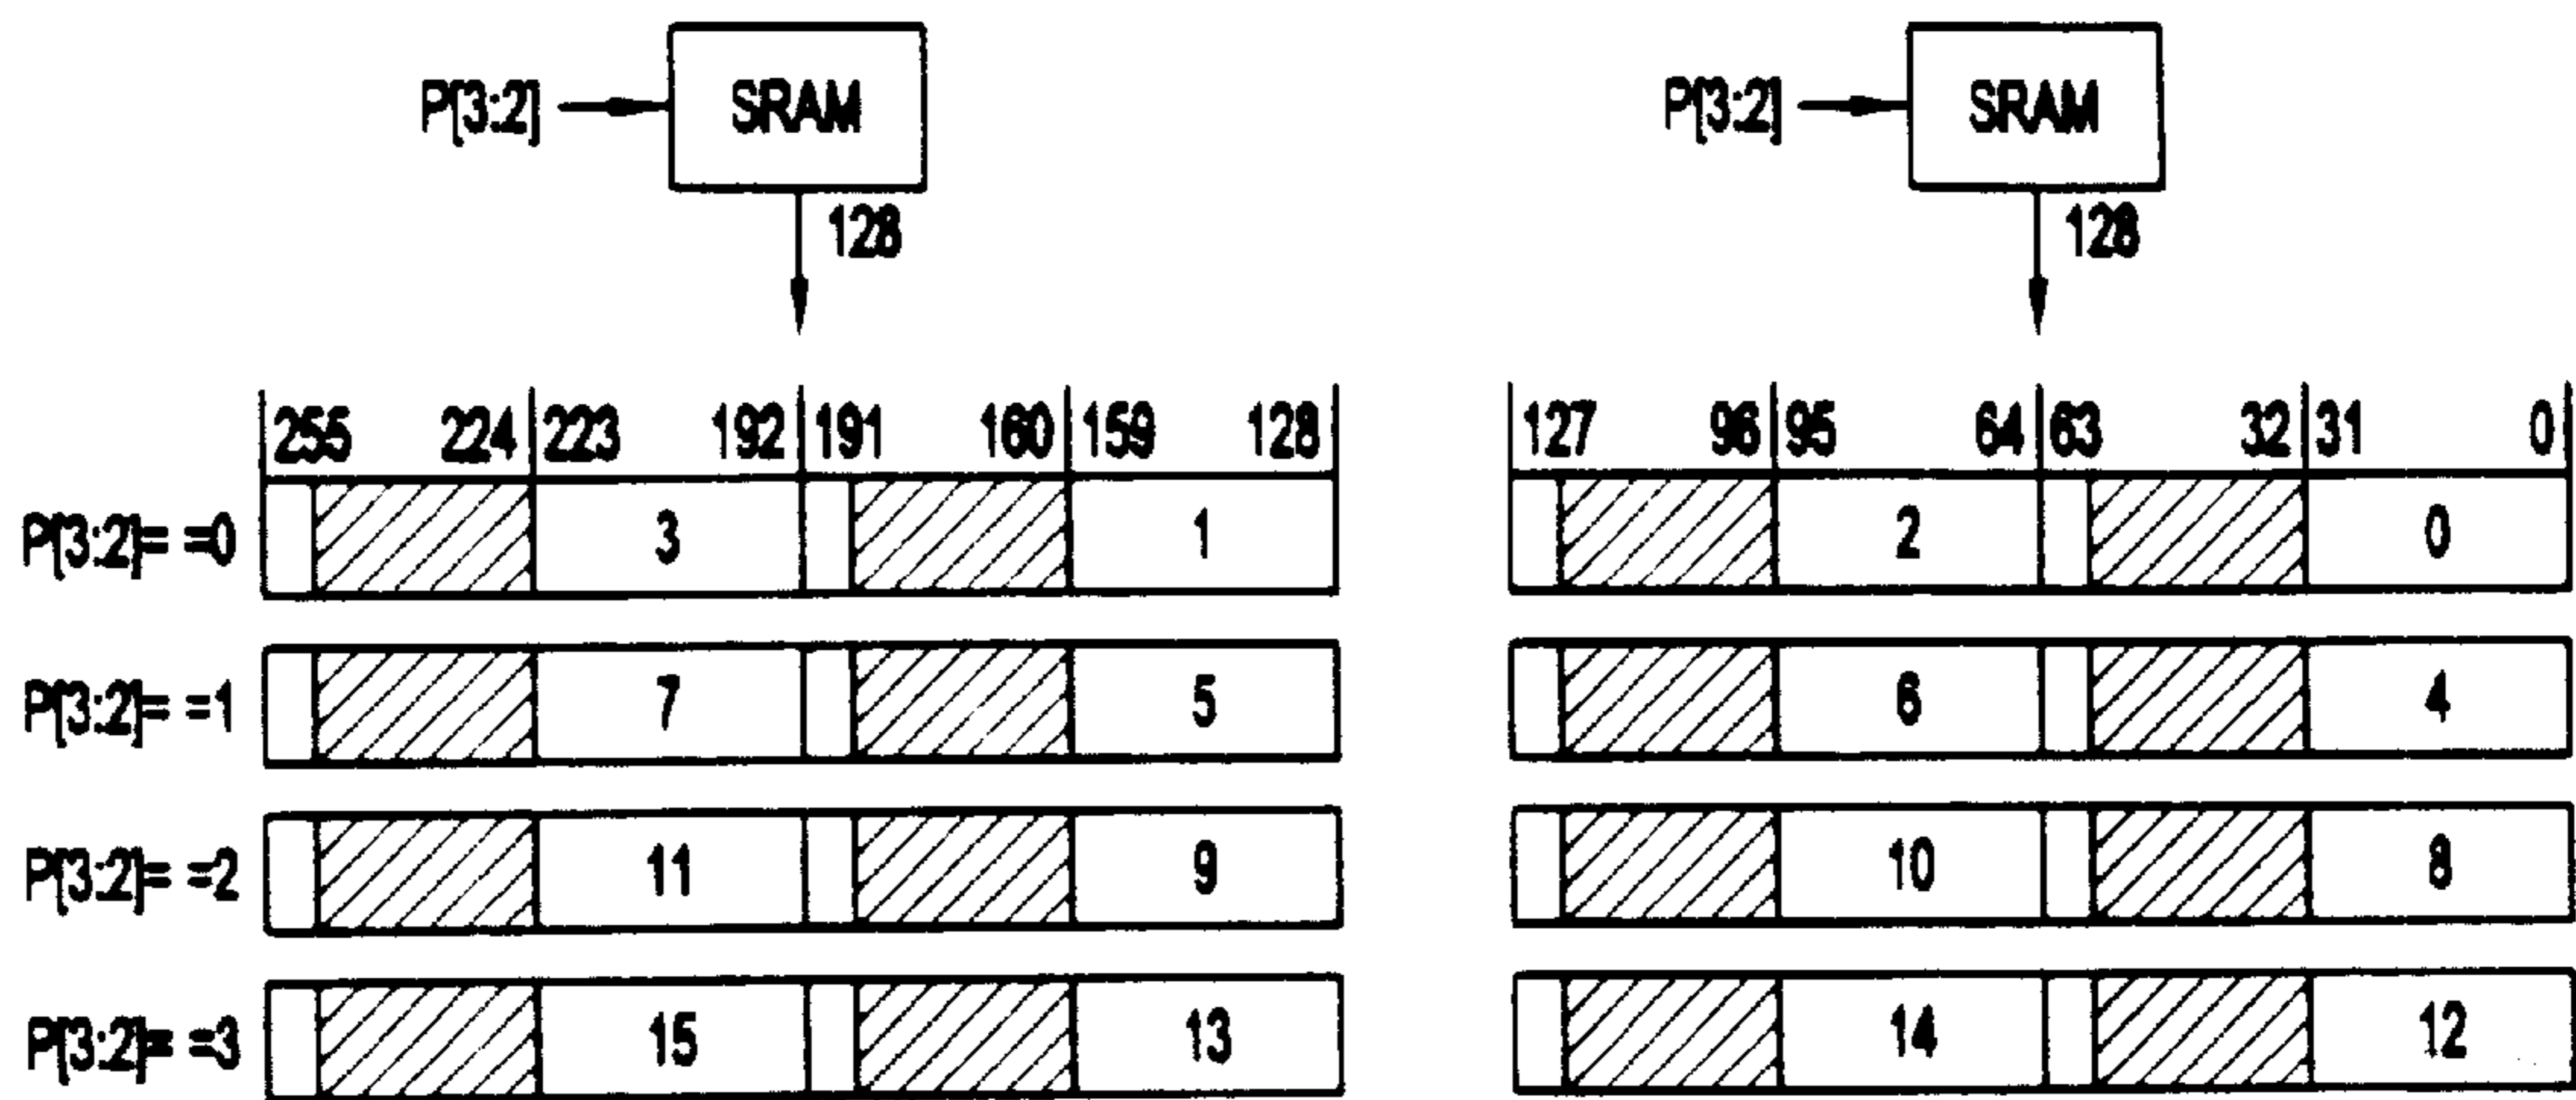 P[3:2] SRAM P[3:2] SRAM
128 128
255 224 223 192 191 160 159 128 127 96 95 64 63 32 31 0
P[3:2]= =0 3 1 2 0
P[3:2]= =1 7 5 6 4
P[3:2]= =2 11 9 10 8
P[3:2]= =3 15 13 14 12